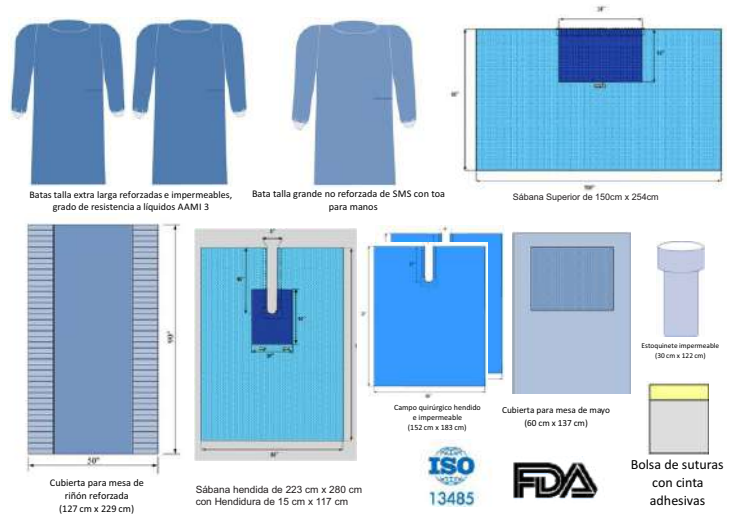 Batas talla extra larga reforzadas e impermeables,
grado de resistencia a líquidos AAMI 3
Bata talla grande no reforzada de SMS con toa
para manos
Sábana Superior de 150cm x 254cm
90"
50"
Cubierta para mesa de
riñón reforzada
(127 cm x 229 cm)
Sábana hendida de 223 cm x 280 cm
con Hendidura de 15 cm x 117 cm
Campo quirúrgico hendido
e impermeable
(152 cm x 183 cm)
Cubierta para mesa de mayo
(60 cm x 137 cm)
Estoquinete impermeable
(30 cm x 122 cm)
Bolsa de suturas
con cinta
adhesivas
ISO
13485
FDA